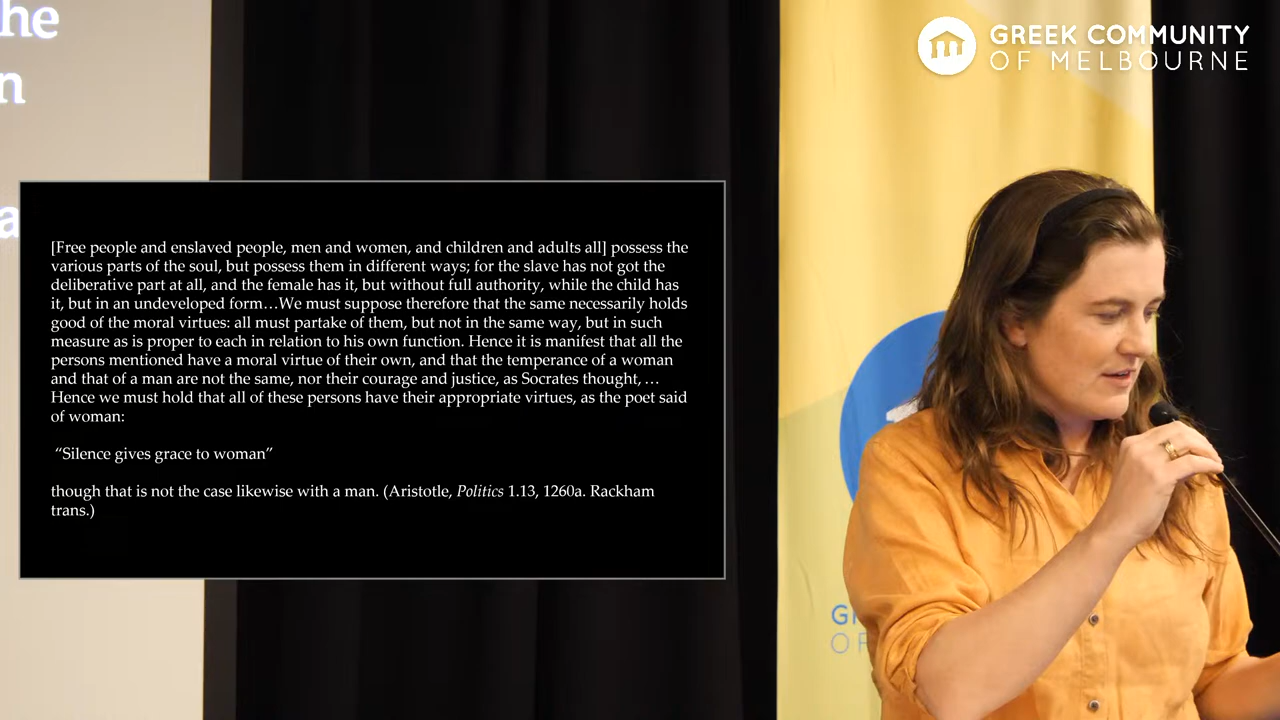 he
n
a
GREEK COMMUNITY
OF MELBOURNE
[Free people and enslaved people, men and women, and children and adults all] possess the
various parts of the soul, but possess them in different ways; for the slave has not got the
deliberative part at all, and the female has it, but without full authority, while the child has
it, but in an undeveloped form…We must suppose therefore that the same necessarily holds
good of the moral virtues: all must partake of them, but not in the same way, but in such
measure as is proper to each in relation to his own function. Hence it is manifest that all the
persons mentioned have a moral virtue of their own, and that the temperance of a woman
and that of a man are not the same, nor their courage and justice, as Socrates thought, …
Hence we must hold that all of these persons have their appropriate virtues, as the poet said
of woman:
“Silence gives grace to woman”
though that is not the case likewise with a man. (Aristotle, Politics 1.13, 1260a. Rackham
trans.)
G
OF